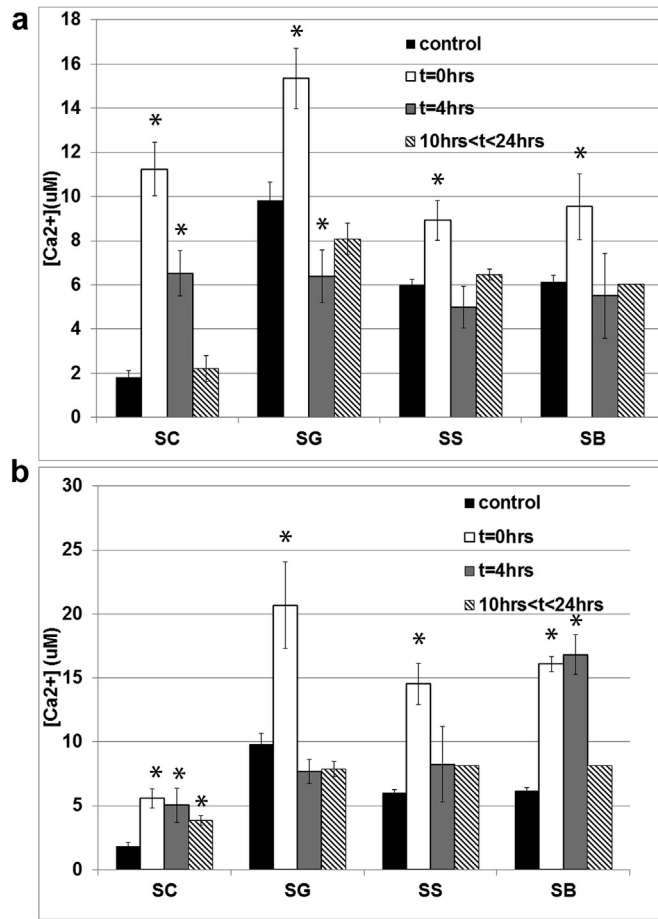 a
18
16
14
12
10
8
6
4
2
0
[Ca2+](uM)
control
t=0hrs
t=4hrs
10hrs<t<24hrs
*
*
*
*
*
*
SC SG SS SB
b
30
25
20
15
10
5
0
[Ca2+] (uM)
control
t=0hrs
t=4hrs
10hrs<t<24hrs
*
*
*
*
*
* * *
SC SG SS SB